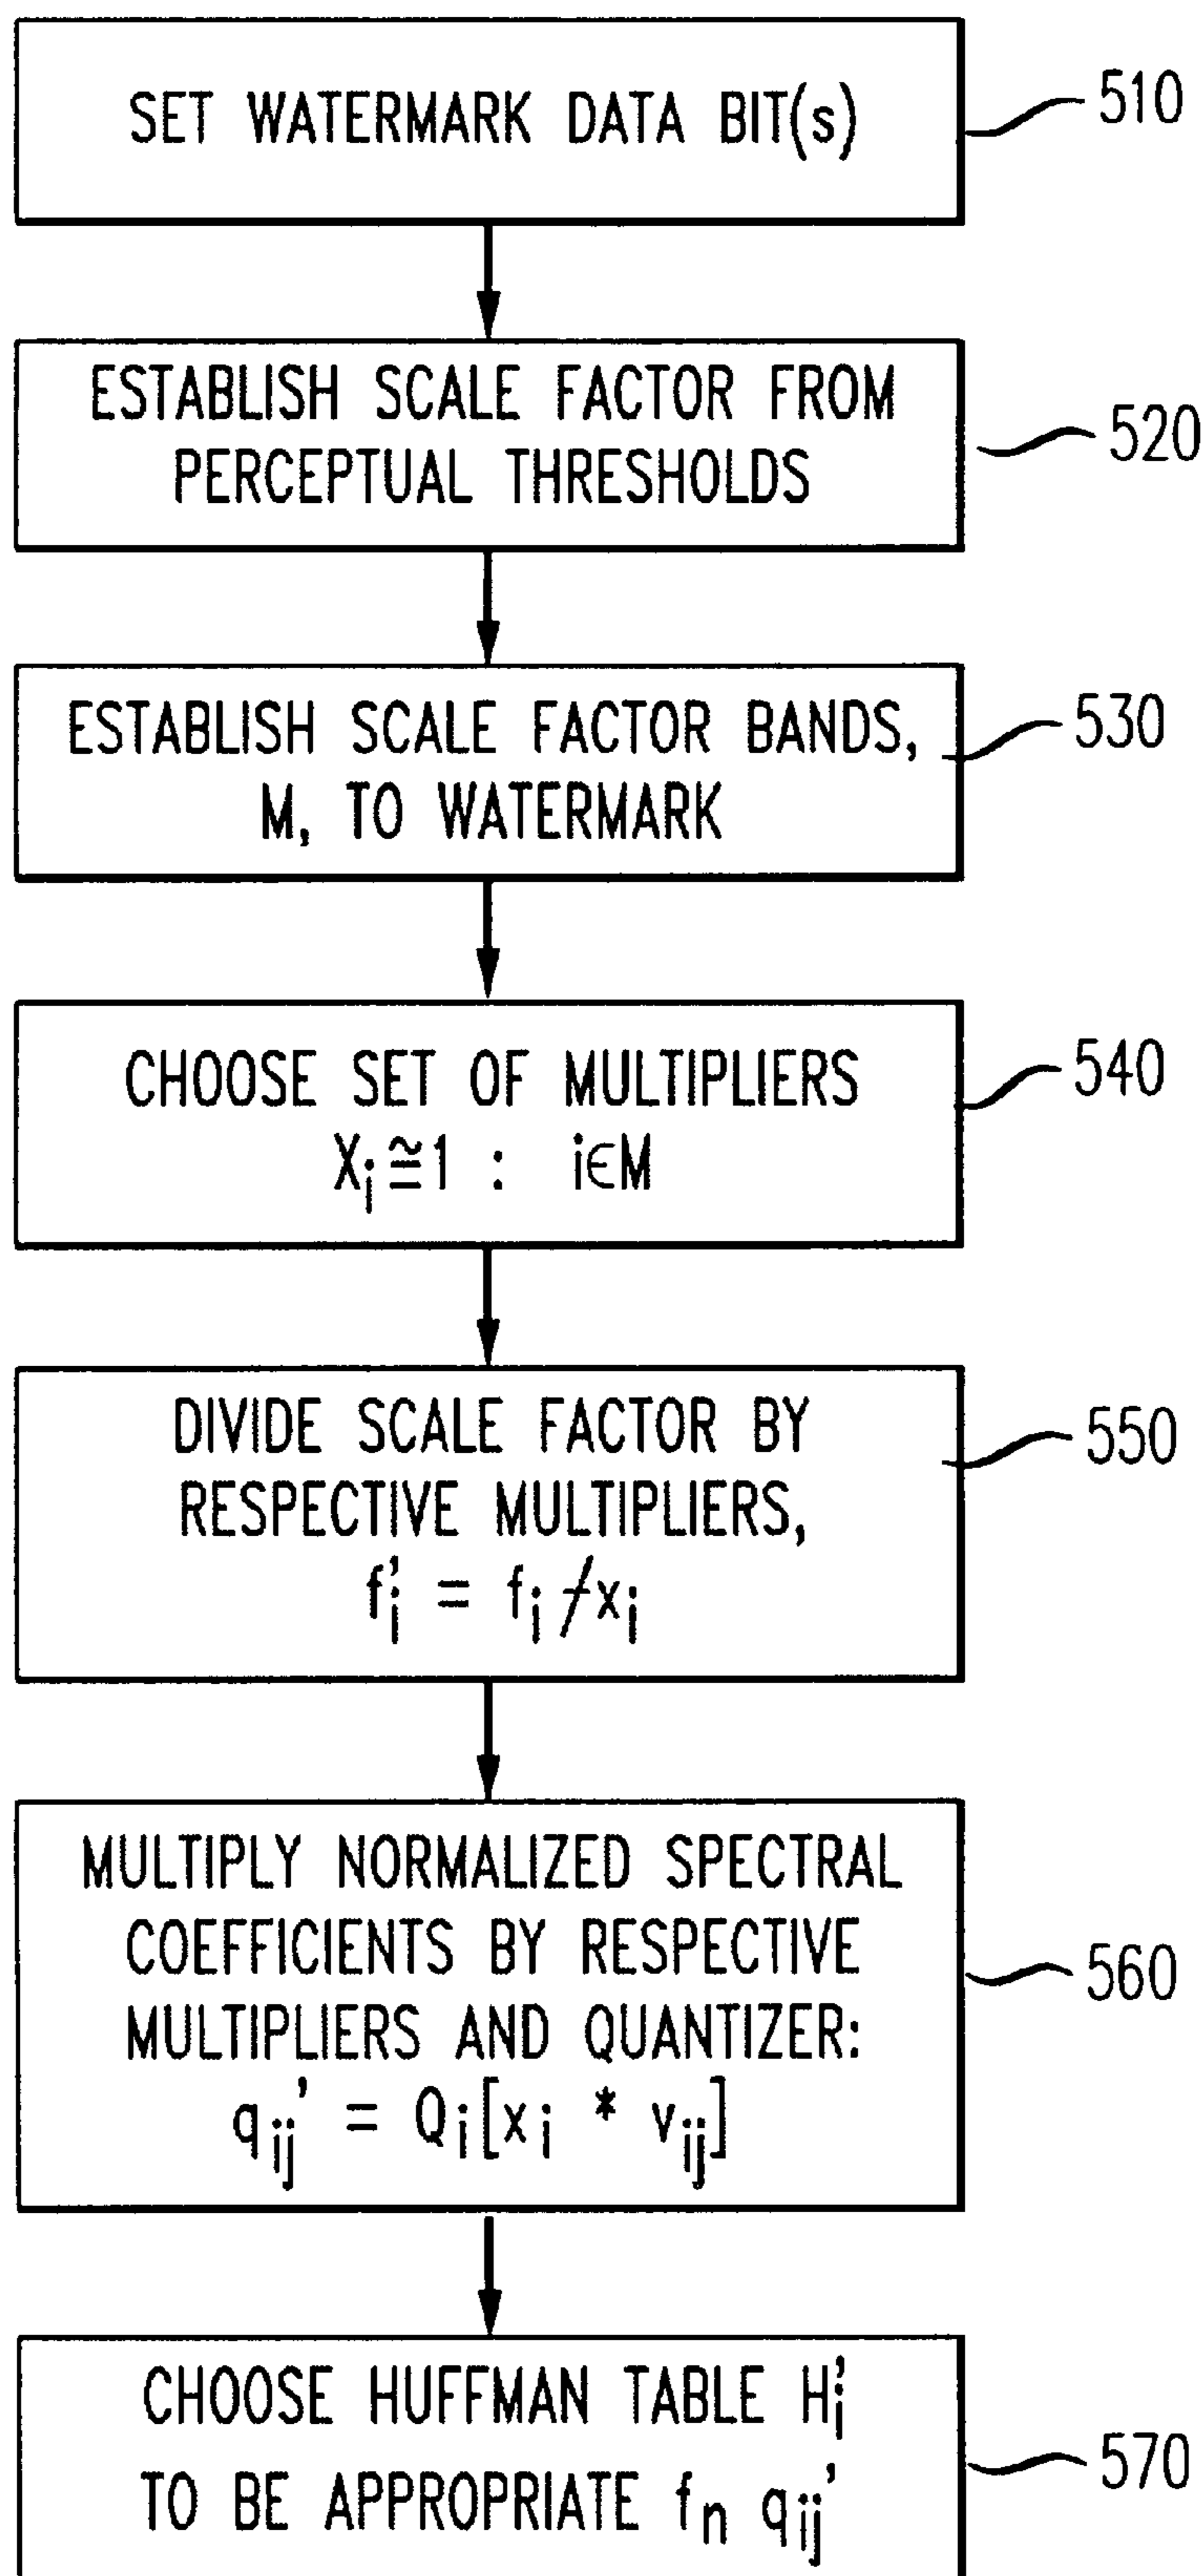 SET WATERMARK DATA BIT(s)
510
ESTABLISH SCALE FACTOR FROM
PERCEPTUAL THRESHOLDS
520
ESTABLISH SCALE FACTOR BANDS,
M, TO WATERMARK
530
CHOOSE SET OF MULTIPLIERS
Xi≅1 : i∈M
540
DIVIDE SCALE FACTOR BY
RESPECTIVE MULTIPLIERS,
fi' = fi/xi
550
MULTIPLY NORMALIZED SPECTRAL
COEFFICIENTS BY RESPECTIVE
MULTIPLIERS AND QUANTIZER:
qij' = Qi[xi * vij]
560
CHOOSE HUFFMAN TABLE Hi'
TO BE APPROPRIATE fn qij'
570